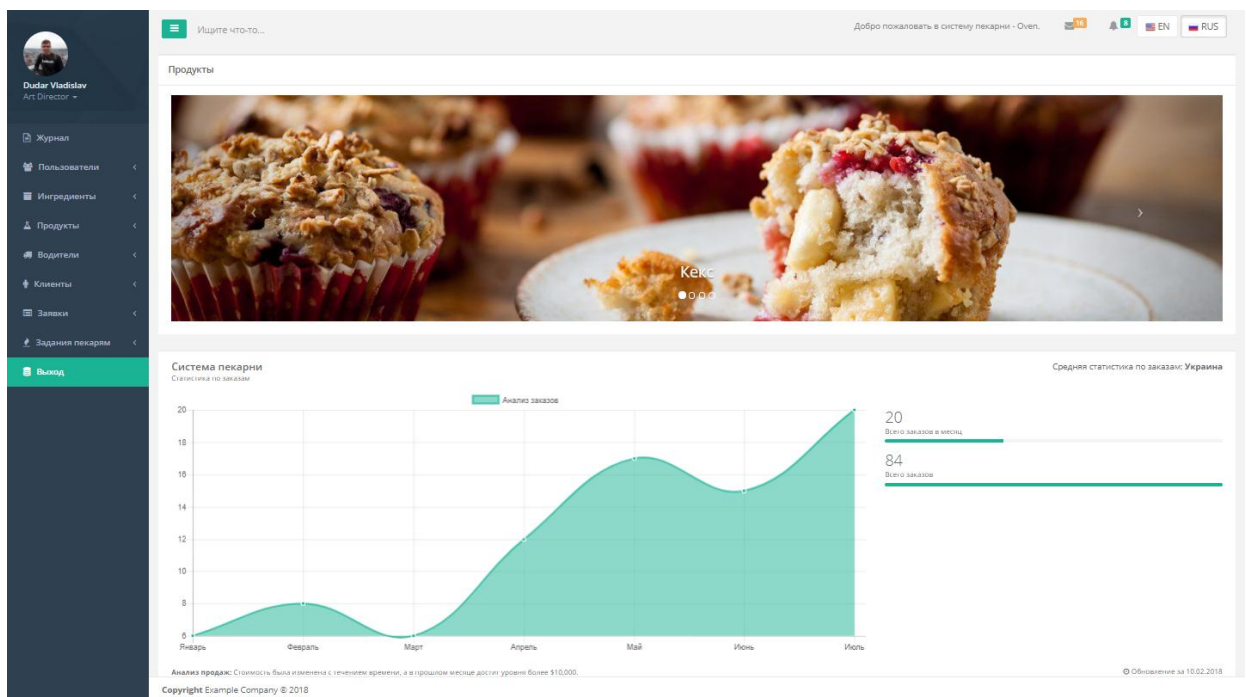 Ищите что-то...
Добро пожаловать в систему пекарни - Oven.
16
8
EN
RUS
Dudar Vladislav
Art Director
Журнал
Пользователи
Ингредиенты
Продукты
Водители
Клиенты
Заявки
Задания пекарям
Выход
Продукты
Кекс
Система пекарни
Статистика по заказам
Средняя статистика по заказам: Украина
Анализ заказов
20
18
16
14
12
10
8
6
Январь Февраль Март Апрель Май Июнь Июль
20
Всего заказов в месяц
84
Всего заказов
Анализ продаж: Стоимость была изменена с течением времени, а в прошлом месяце достиг уровня более $10,000.
Обновление за 10.02.2018
Copyright Example Company © 2018